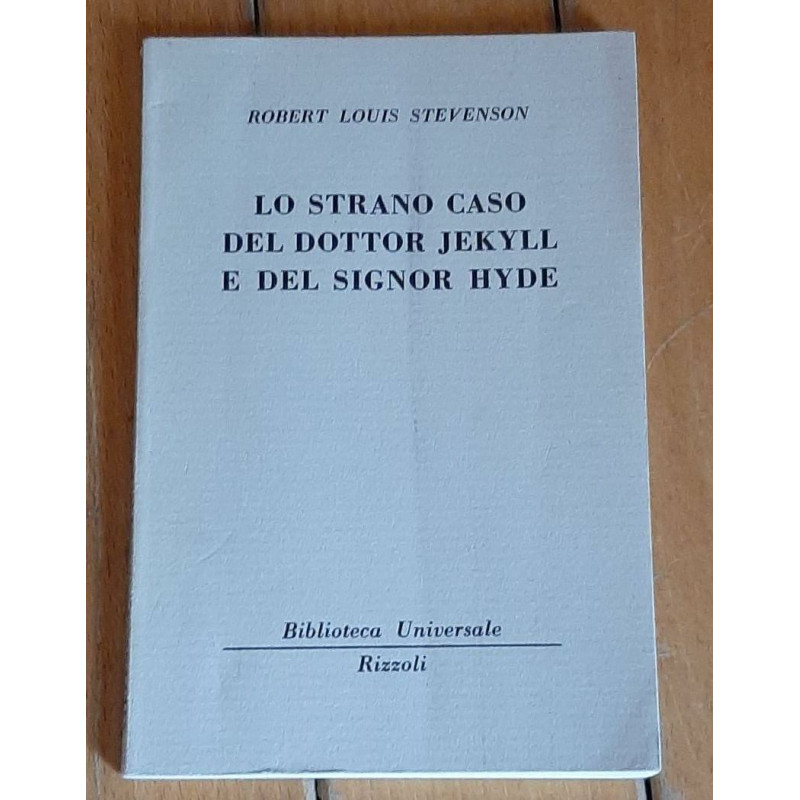 ROBERT LOUIS STEVENSON
LO STRANO CASO
DEL DOTTOR JEKYLL
E DEL SIGNOR HYDE
Biblioteca Universale
Rizzoli